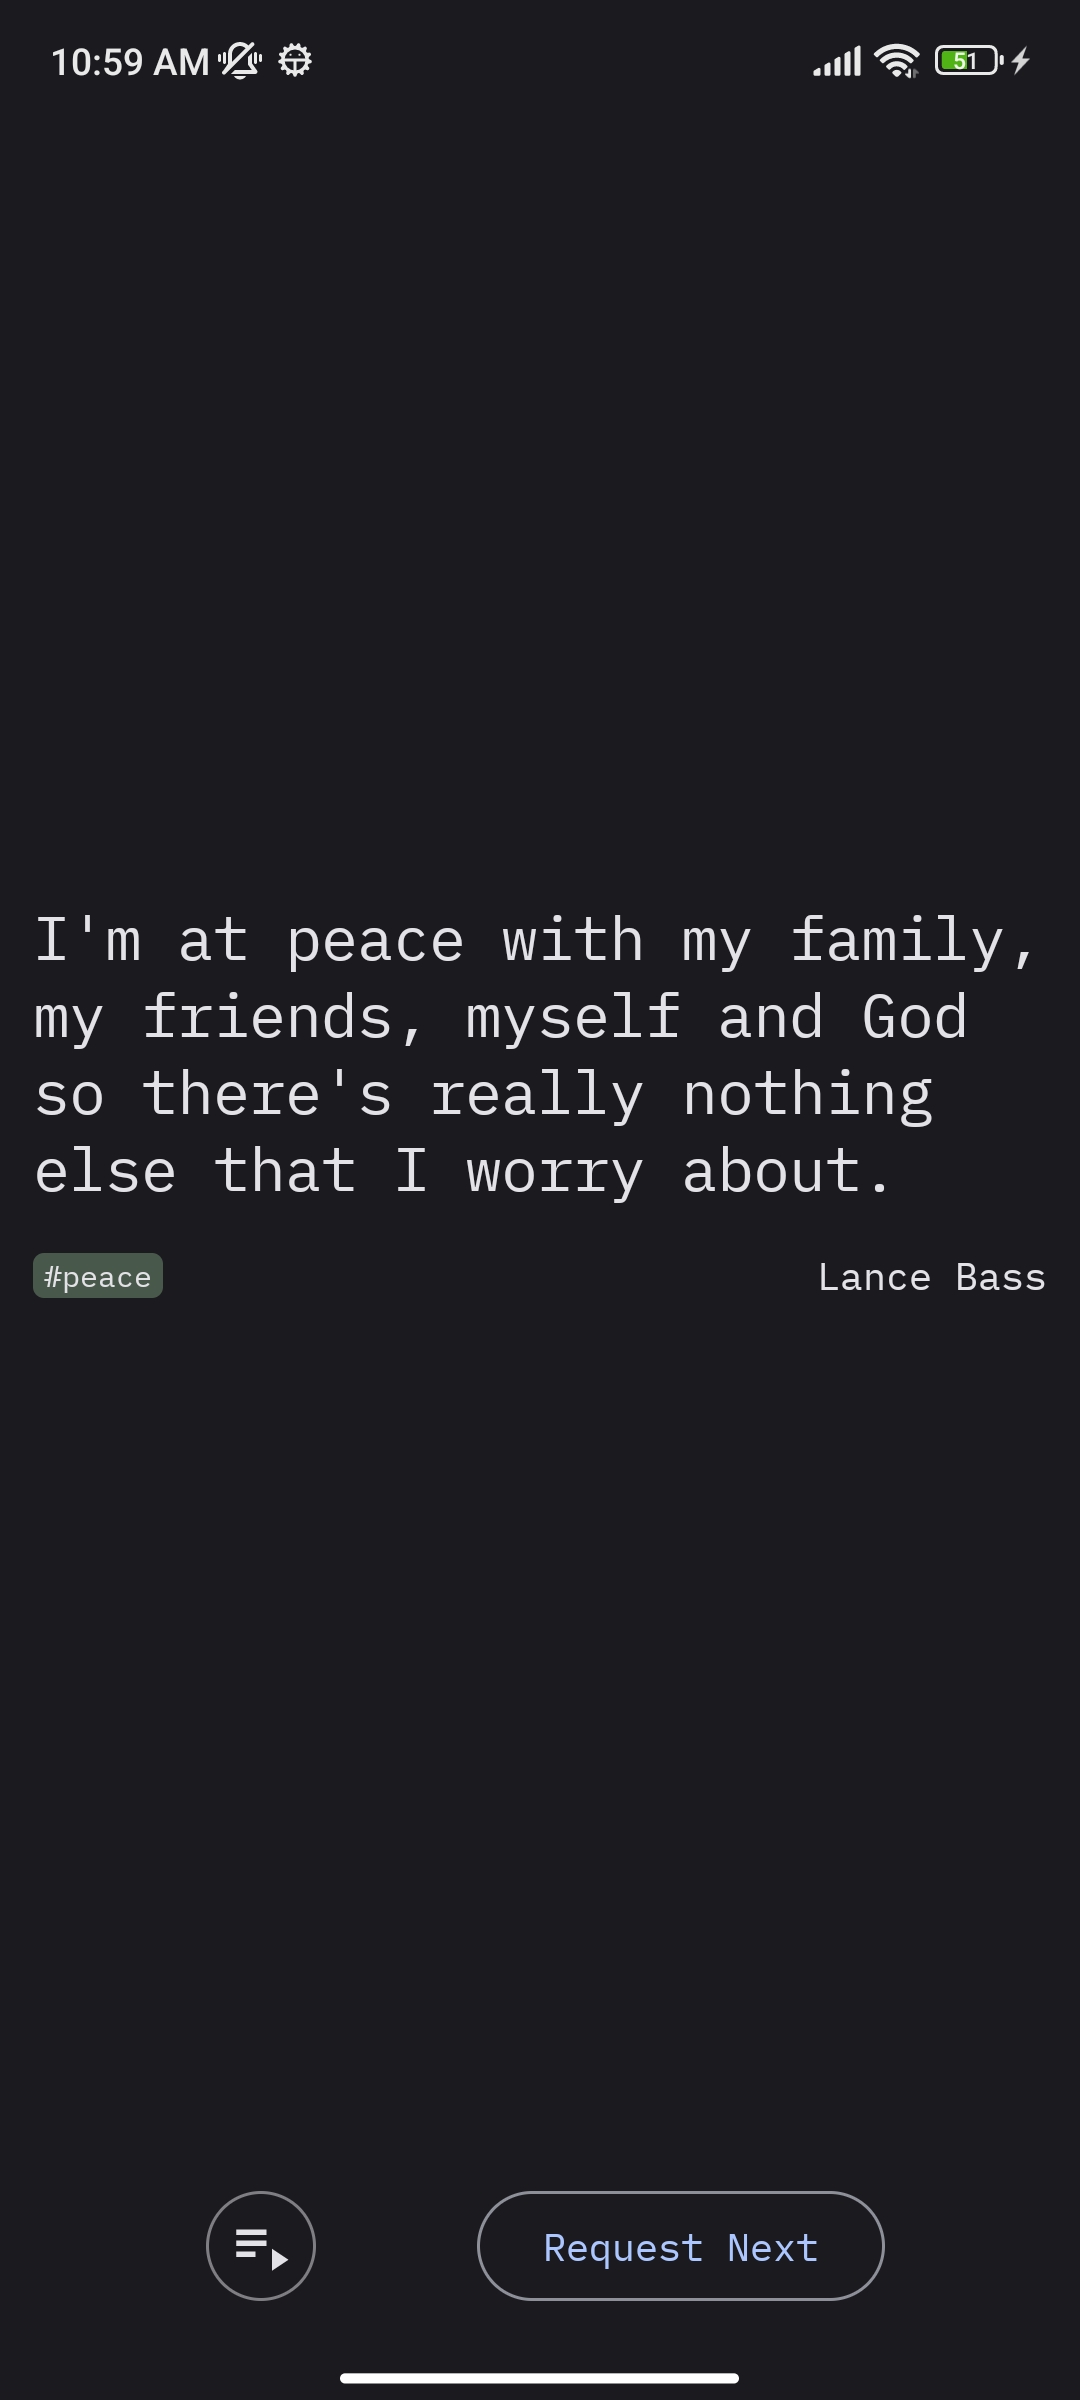 10:59 AM 51
I'm at peace with my family,
my friends, myself and God
so there's really nothing
else that I worry about.
#peace Lance Bass
Request Next